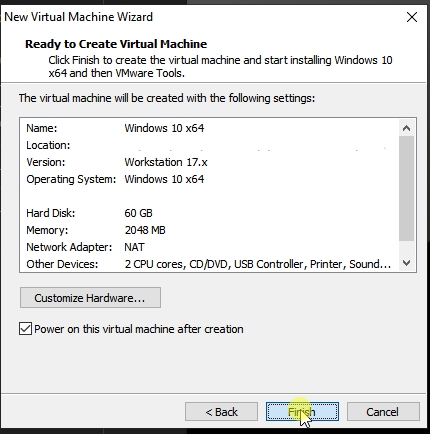 New Virtual Machine Wizard
Ready to Create Virtual Machine
Click Finish to create the virtual machine and start installing Windows 10
x64 and then VMware Tools.
The virtual machine will be created with the following settings:
Name: Windows 10 x64
Location:
Version: Workstation 17.x
Operating System: Windows 10 x64
Hard Disk: 60 GB
Memory: 2048 MB
Network Adapter: NAT
Other Devices: 2 CPU cores, CD/DVD, USB Controller, Printer, Sound...
Customize Hardware...
Power on this virtual machine after creation
< Back Finish Cancel